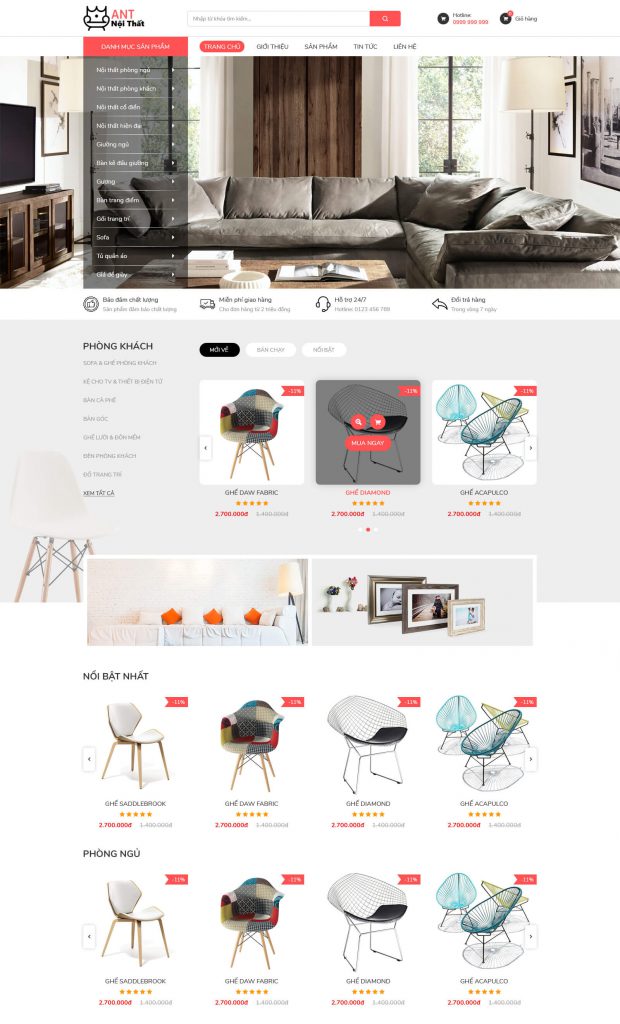 ANT
Nội Thất
Nhập từ khóa tìm kiếm...
Hotline:
0999 999 999
0
Giỏ hàng
DANH MỤC SẢN PHẨM
TRANG CHỦ
GIỚI THIỆU
SẢN PHẨM
TIN TỨC
LIÊN HỆ
Nội thất phòng ngủ
Nội thất phòng khách
Nội thất cổ điển
Nội thất hiện đại
Giường ngủ
Bàn kê đầu giường
Gương
Bàn trang điểm
Gối trang trí
Sofa
Tủ quần áo
Giá để giày
Bảo đảm chất lượng
Sản phẩm đảm bảo chất lượng
Miễn phí giao hàng
Cho đơn hàng từ 2 triệu đồng
Hỗ trợ 24/7
Hotline: 0123 456 789
Đổi trả hàng
Trong vòng 7 ngày
PHÒNG KHÁCH
SOFA & GHẾ PHÒNG KHÁCH
KỆ CHO TV & THIẾT BỊ ĐIỆN TỬ
BÀN CÀ PHÊ
BÀN GÓC
GHẾ LƯỜI & ĐÔN MỀM
ĐÈN PHÒNG KHÁCH
ĐỒ TRANG TRÍ
XEM TẤT CẢ
MỚI VỀ
BÁN CHẠY
NỔI BẬT
-11%
-11%
-11%
MUA NGAY
GHẾ DAW FABRIC
GHẾ DIAMOND
GHẾ ACAPULCO
2.700.000đ 1.400.000đ
2.700.000đ 1.400.000đ
2.700.000đ 1.400.000đ
NỔI BẬT NHẤT
-11%
-11%
-11%
-11%
GHẾ SADDLEBROOK
GHẾ DAW FABRIC
GHẾ DIAMOND
GHẾ ACAPULCO
2.700.000đ 1.400.000đ
2.700.000đ 1.400.000đ
2.700.000đ 1.400.000đ
2.700.000đ 1.400.000đ
PHÒNG NGỦ
-11%
-11%
-11%
-11%
GHẾ SADDLEBROOK
GHẾ DAW FABRIC
GHẾ DIAMOND
GHẾ ACAPULCO
2.700.000đ 1.400.000đ
2.700.000đ 1.400.000đ
2.700.000đ 1.400.000đ
2.700.000đ 1.400.000đ